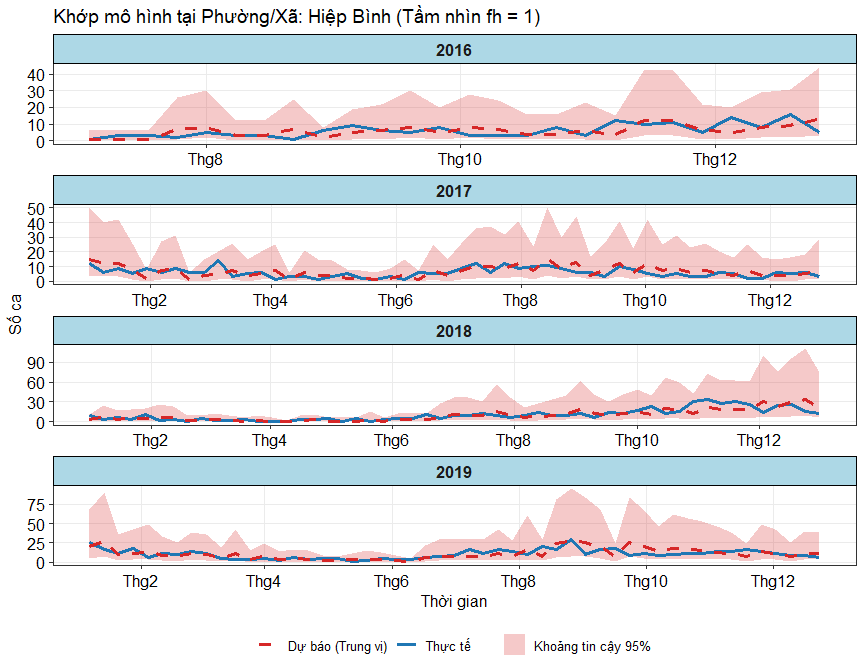 Khớp mô hình tại Phường/Xã: Hiệp Bình (Tầm nhìn fh = 1)
2016
40
30
20
10
0
Thg8 Thg10 Thg12
2017
50
40
30
20
10
0
Thg2 Thg4 Thg6 Thg8 Thg10 Thg12
Số ca
2018
90
60
30
0
Thg2 Thg4 Thg6 Thg8 Thg10 Thg12
2019
75
50
25
0
Thg2 Thg4 Thg6 Thg8 Thg10 Thg12
Thời gian
Dự báo (Trung vị) Thực tế Khoảng tin cậy 95%